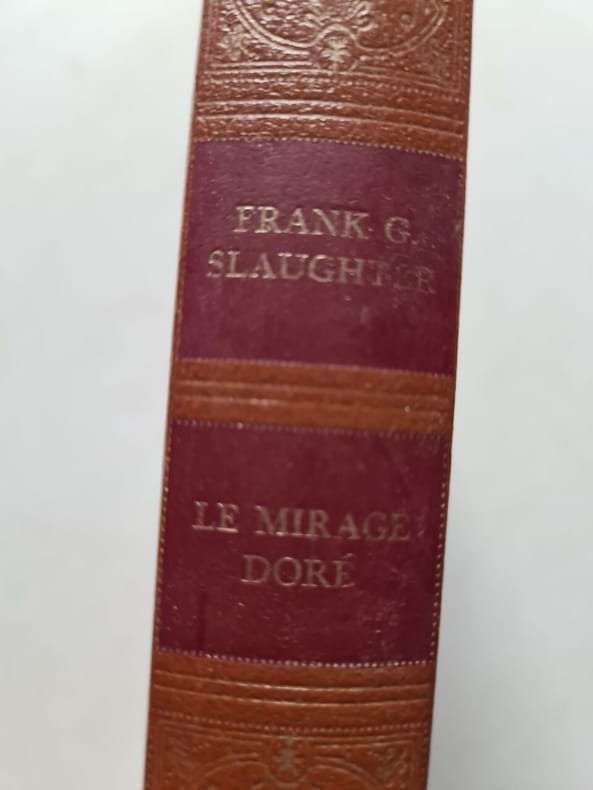 FRANK G.
SLAUGHTER
LE MIRAGE
DORÉ